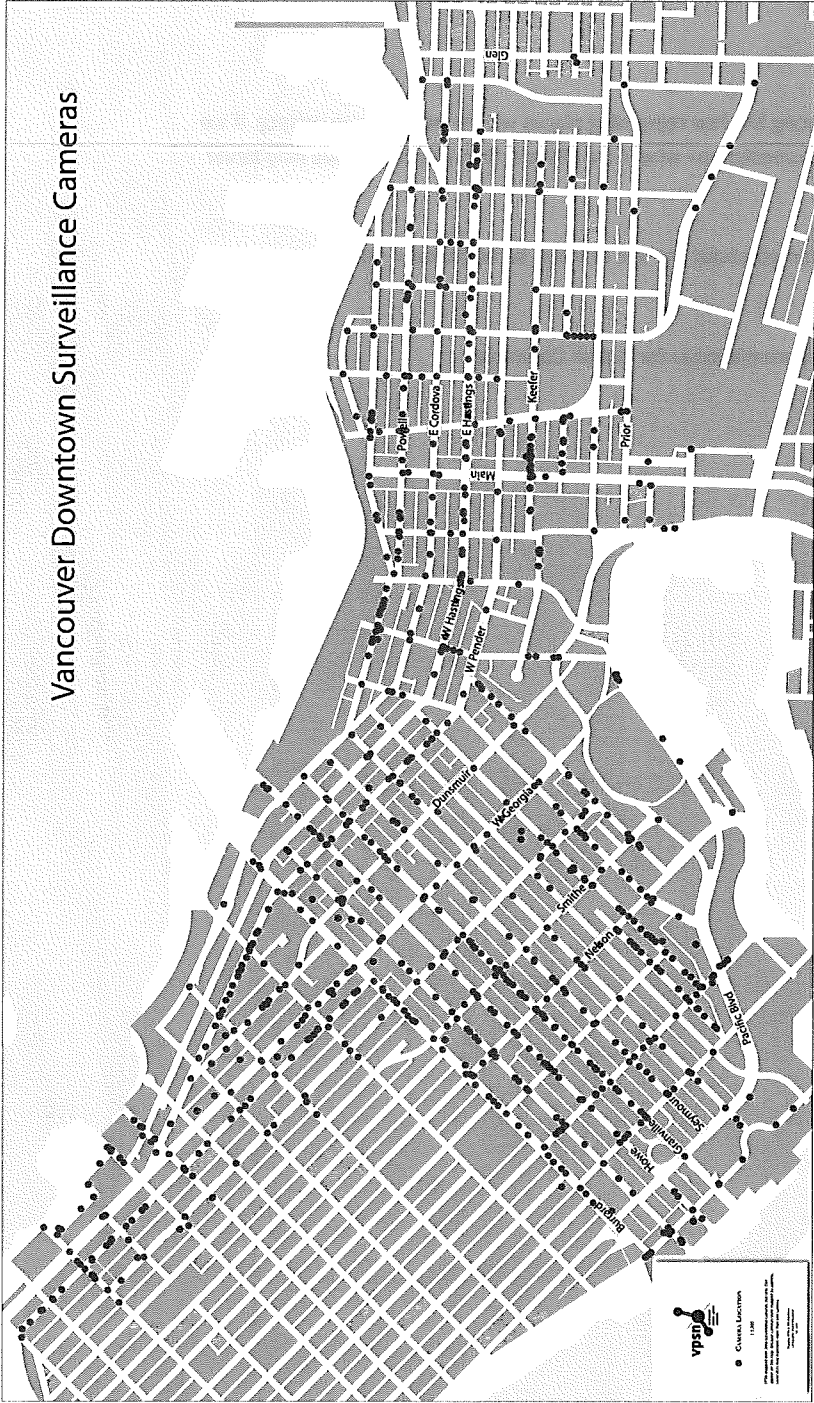 Vancouver Downtown Surveillance Cameras
Glen
Powell
E Cordova
E Hastings
Keefer
Prior
Main
W Hastings
W Pender
Dunsmuir
W Georgia
Smithe
Nelson
Pacific Blvd
Seymour
Granville
Howe
Burrard
vpsn
CAMERA LOCATION